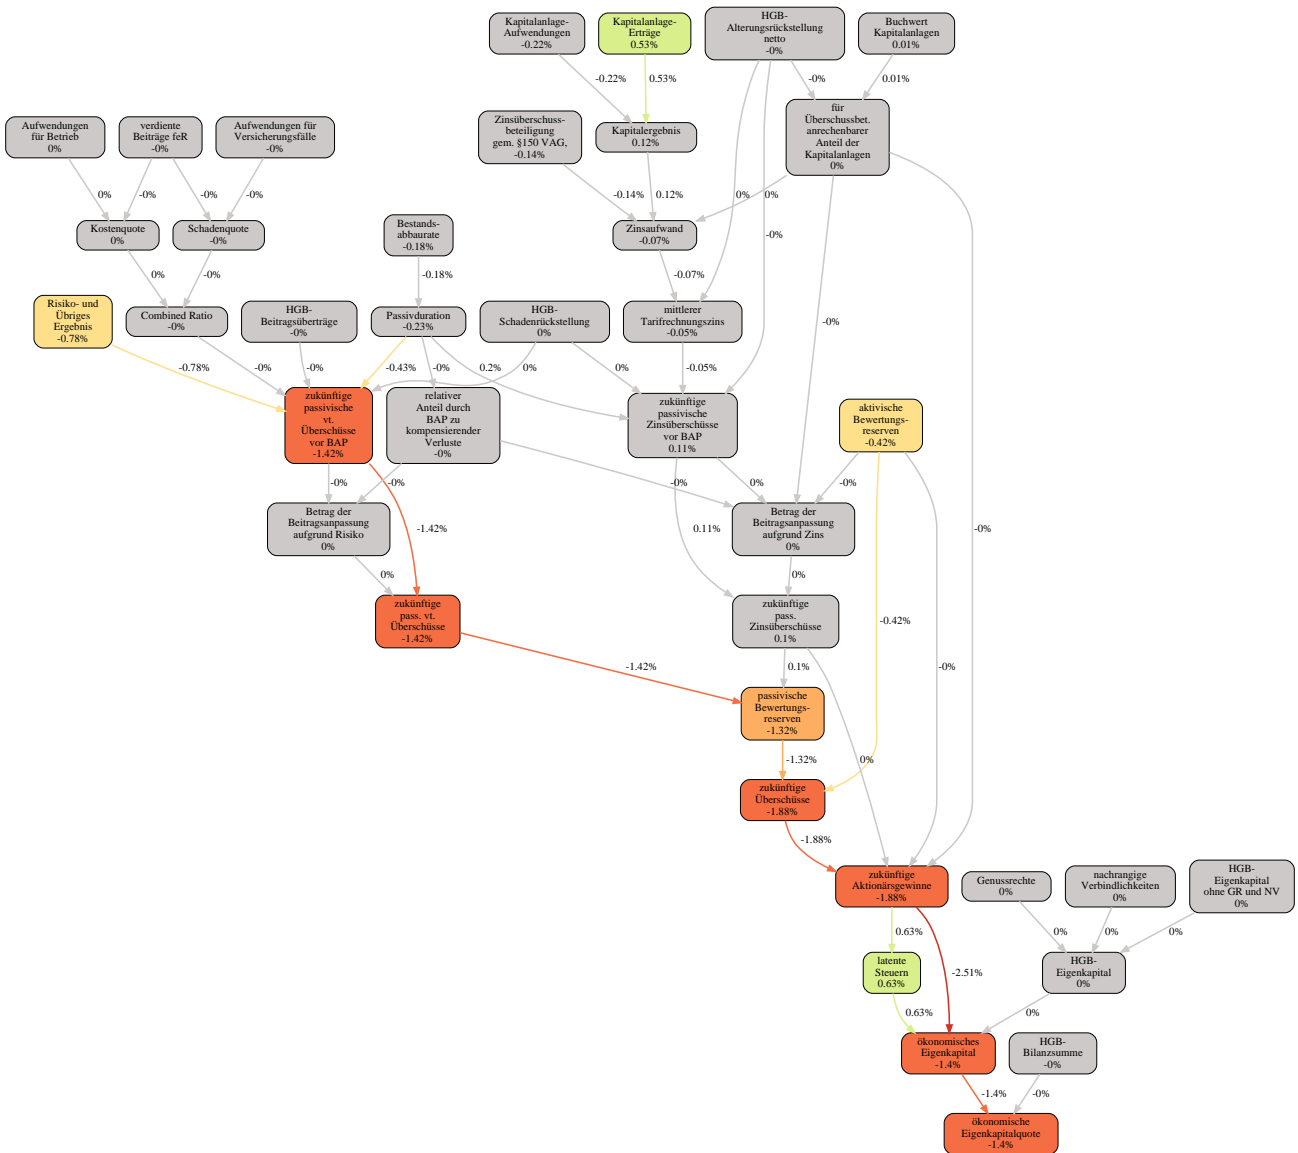 Kapitalanlage-
Aufwendungen
-0.22%
Kapitalanlage-
Erträge
0.53%
HGB-
Alterungsrückstellung
netto
-0%
Buchwert
Kapitalanlagen
0.01%
-0.22%
0.53%
-0%
0.01%
Aufwendungen
für Betrieb
0%
verdiente
Beiträge feR
-0%
Aufwendungen für
Versicherungsfälle
-0%
Zinsüberschuss-
beteiligung
gem. §150 VAG,
-0.14%
Kapitalergebnis
0.12%
für
Überschussbet.
anrechenbarer
Anteil der
Kapitalanlagen
0%
0%
-0%
-0%
-0%
-0.14%
0.12%
0%
0%
Kostenquote
0%
Schadenquote
-0%
Bestands-
abbaurate
-0.18%
Zinsaufwand
-0.07%
-0%
0%
-0%
-0.18%
-0.07%
Risiko- und
Übriges
Ergebnis
-0.78%
Combined Ratio
-0%
HGB-
Beitragsüberträge
-0%
Passivduration
-0.23%
HGB-
Schadenrückstellung
0%
mittlerer
Tarifrechnungszins
-0.05%
-0%
-0.78%
-0%
-0%
-0.43%
-0%
0.2%
0%
0%
-0.05%
zukünftige
passivische
vt.
Überschüsse
vor BAP
-1.42%
relativer
Anteil durch
BAP zu
kompensierender
Verluste
-0%
zukünftige
passivische
Zinsüberschüsse
vor BAP
0.11%
aktivische
Bewertungs-
reserven
-0.42%
-0%
-0%
-0%
0%
-0%
Betrag der
Beitragsanpassung
aufgrund Risiko
0%
-1.42%
0.11%
Betrag der
Beitragsanpassung
aufgrund Zins
0%
-0%
0%
0%
zukünftige
pass. vt.
Überschüsse
-1.42%
zukünftige
pass.
Zinsüberschüsse
0.1%
-0.42%
-1.42%
0.1%
-0%
passivische
Bewertungs-
reserven
-1.32%
-1.32%
0%
zukünftige
Überschüsse
-1.88%
-1.88%
zukünftige
Aktionärsgewinne
-1.88%
Genussrechte
0%
nachrangige
Verbindlichkeiten
0%
HGB-
Eigenkapital
ohne GR und NV
0%
0.63%
0%
0%
0%
latente
Steuern
0.63%
-2.51%
HGB-
Eigenkapital
0%
0.63%
0%
ökonomisches
Eigenkapital
-1.4%
HGB-
Bilanzsumme
-0%
-1.4%
-0%
ökonomische
Eigenkapitalquote
-1.4%